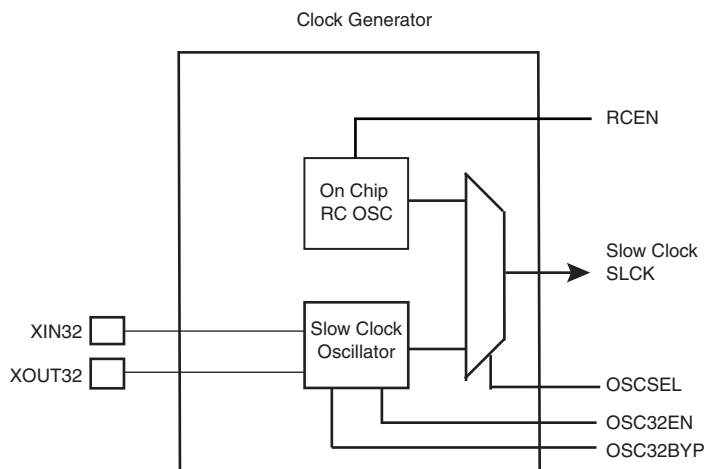 Clock Generator
RCEN
On Chip
RC OSC
Slow Clock
SLCK
XIN32
Slow Clock
Oscillator
XOUT32
OSCSEL
OSC32EN
OSC32BYP